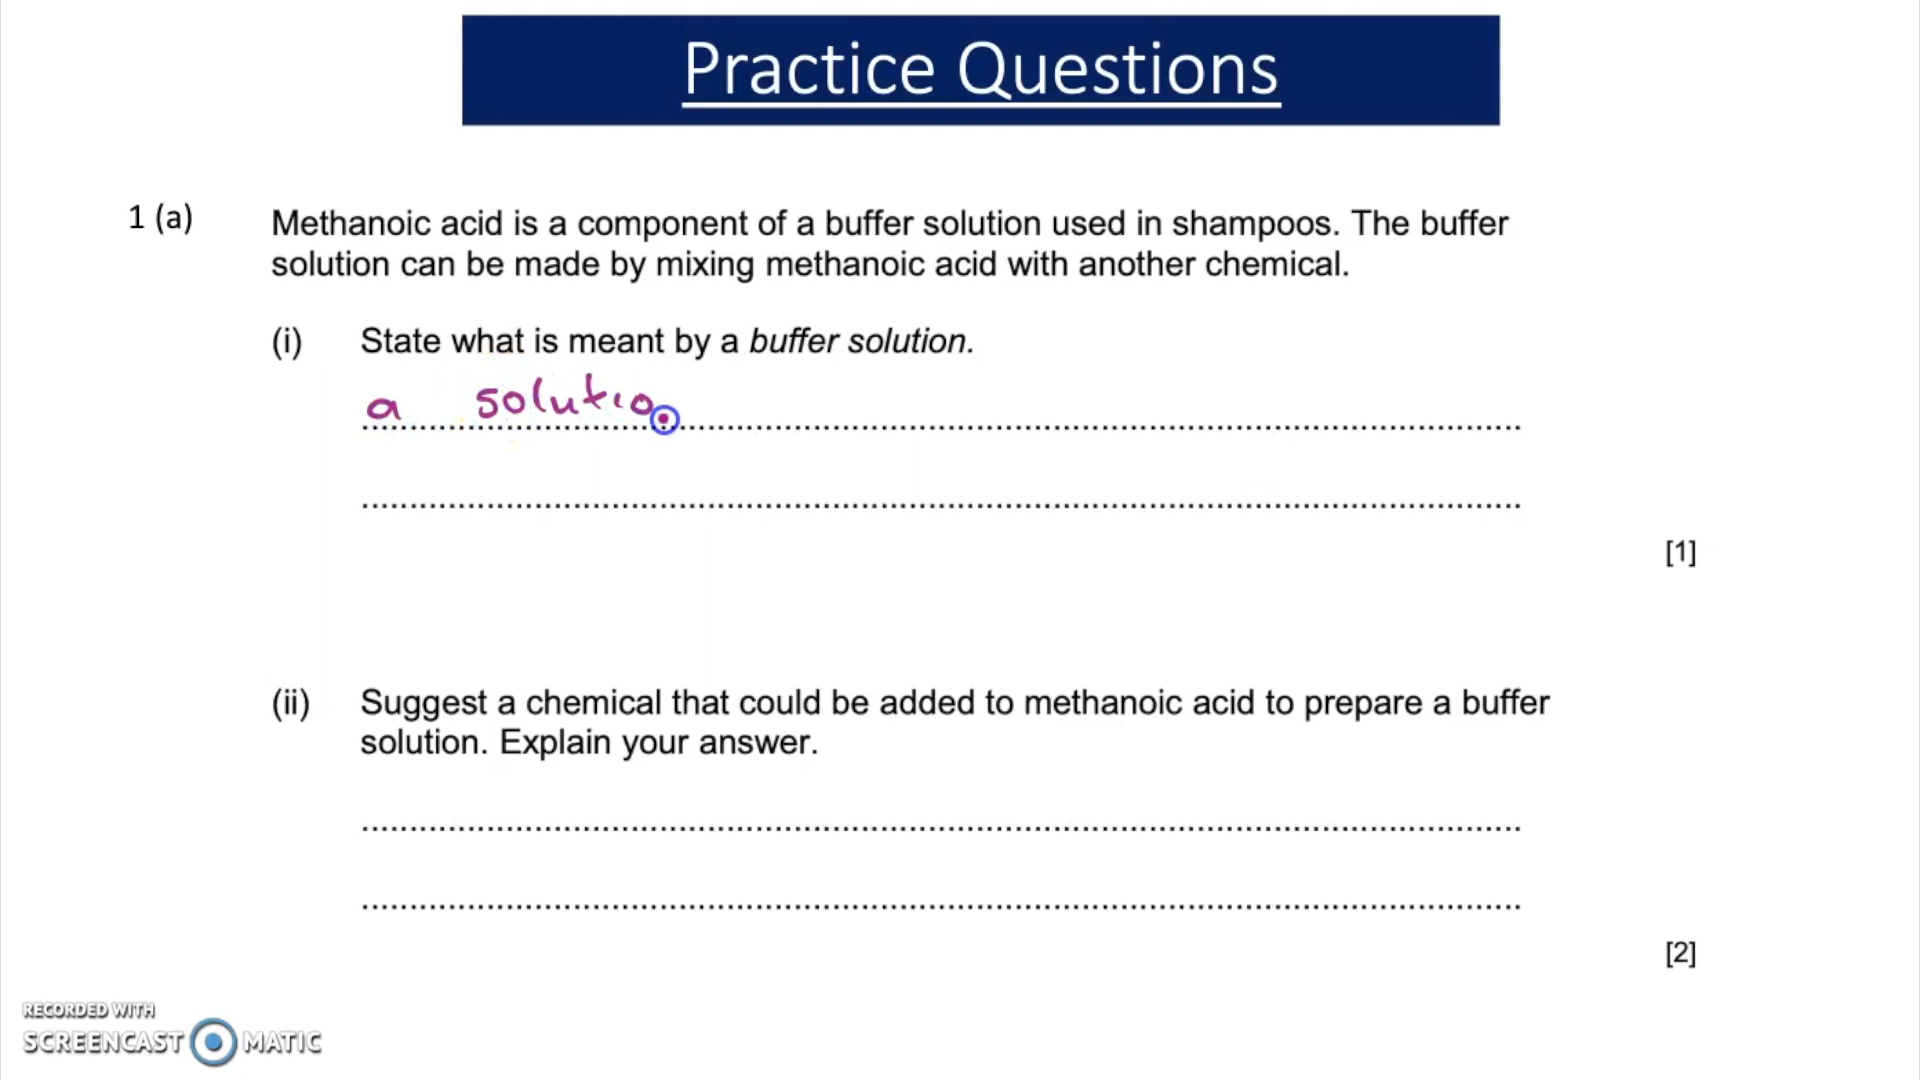 Practice Questions
1 (a) Methanoic acid is a component of a buffer solution used in shampoos. The buffer
solution can be made by mixing methanoic acid with another chemical.
(i) State what is meant by a buffer solution.
a solutio
[1]
(ii) Suggest a chemical that could be added to methanoic acid to prepare a buffer
solution. Explain your answer.
[2]
RECORDED WITH
SCREENCAST MATIC